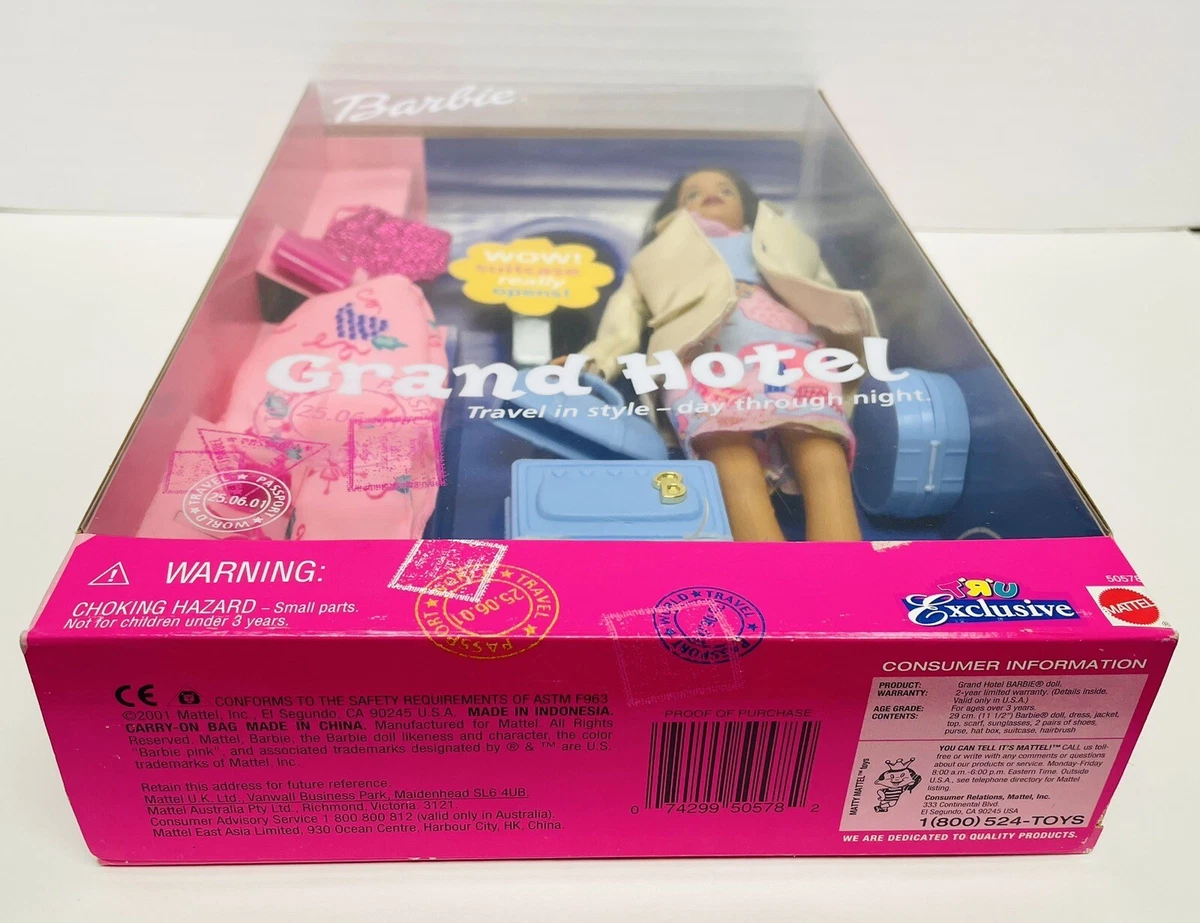 Barbie
WOW!
suitcase
really
opens!
Grand Hotel
Travel in style – day through night.
25.06.01
TRAVEL ★ PASSPORT ★ WORLD ★
25.06.01
WARNING:
CHOKING HAZARD – Small parts.
Not for children under 3 years.
WORLD ★ TRAVEL ★ PASSPORT ★
25.06.01
WORLD ★ TRAVEL ★ PASSPORT
TRU
Exclusive
50578
MATTEL
®
CE CONFORMS TO THE SAFETY REQUIREMENTS OF ASTM F963
©2001 Mattel, Inc., El Segundo, CA 90245 U.S.A. MADE IN INDONESIA.
CARRY-ON BAG MADE IN CHINA. Manufactured for Mattel. All Rights
Reserved. Mattel, Barbie, the Barbie doll likeness and character, the color
"Barbie pink", and associated trademarks designated by ® & ™ are U.S.
trademarks of Mattel, Inc.
Retain this address for future reference.
Mattel U.K. Ltd., Vanwall Business Park, Maidenhead SL6 4UB.
Mattel Australia Pty Ltd., Richmond, Victoria. 3121.
Consumer Advisory Service 1 800 800 812 (valid only in Australia).
Mattel East Asia Limited, 930 Ocean Centre, Harbour City, HK, China.
PROOF OF PURCHASE
0 74299 50578 2
CONSUMER INFORMATION
PRODUCT: Grand Hotel BARBIE® doll.
WARRANTY: 2-year limited warranty. (Details inside.
Valid only in U.S.A.)
AGE GRADE: For ages over 3 years.
CONTENTS: 29 cm. (11 1/2") Barbie® doll, dress, jacket,
top, scarf, sunglasses, 2 pairs of shoes,
purse, hat box, suitcase, hairbrush
YOU CAN TELL IT'S MATTEL!™ CALL us toll-
free or write with any comments or questions
about our products or service. Monday-Friday
8:00 a.m.-6:00 p.m. Eastern Time. Outside
U.S.A., see telephone directory for Mattel
listing.
MATTY MATTEL™ toys
Consumer Relations, Mattel, Inc.
333 Continental Blvd.
El Segundo, CA 90245 USA
1(800) 524-TOYS
WE ARE DEDICATED TO QUALITY PRODUCTS.